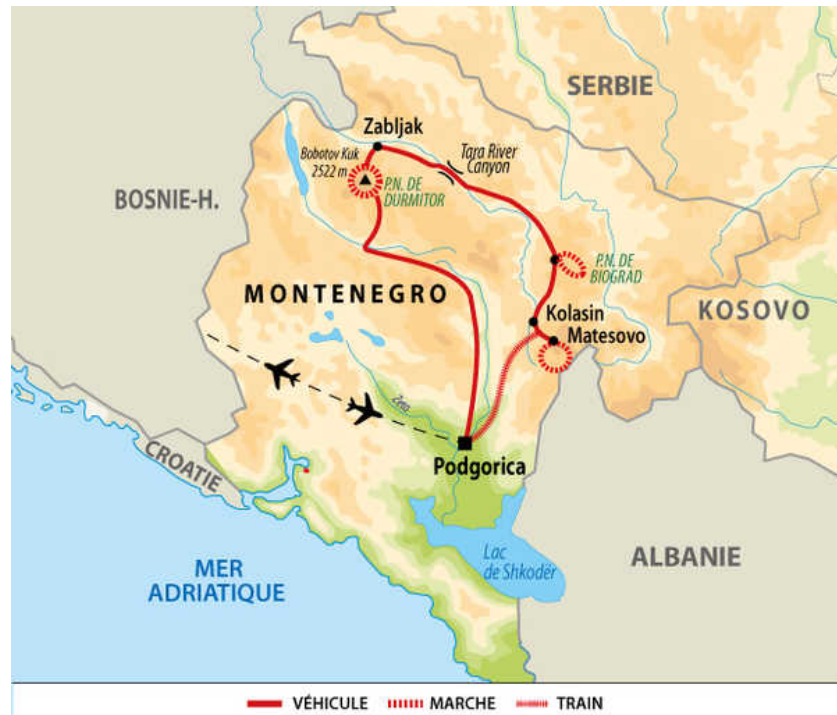 SERBIE
Zabljak
Bobotov Kuk
2522 m
Tara River
Canyon
P.N. DE
DURMITOR
BOSNIE-H.
P.N. DE
BIOGRAD
MONTENEGRO
KOSOVO
Kolasin
Matesovo
Zeta
CROATIE
Podgorica
Lac
de Shkodër
ALBANIE
MER
ADRIATIQUE
VÉHICULE
MARCHE
TRAIN